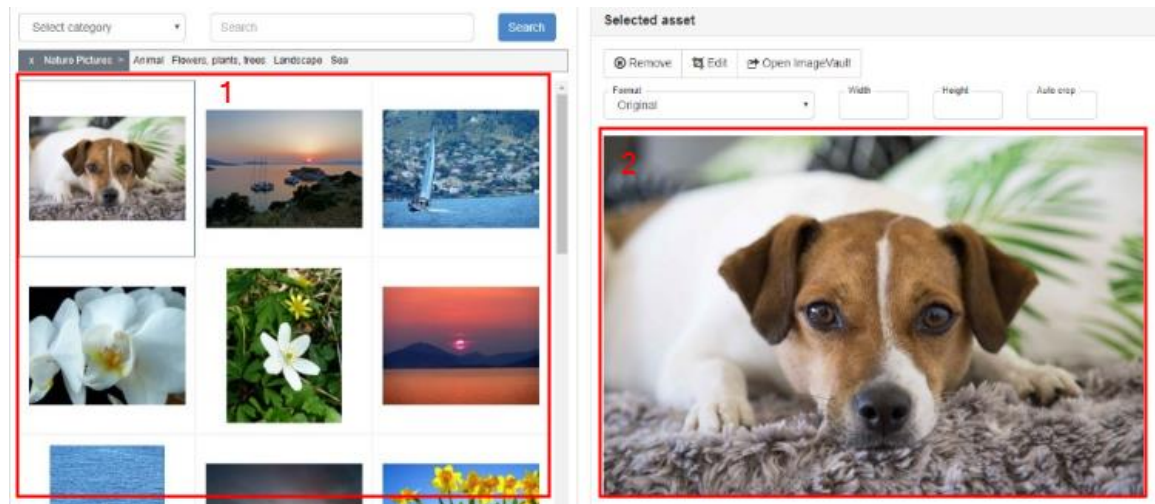 Select category
Search
Search
x Nature Pictures > Animal Flowers, plants, trees Landscape Sea
1
Selected asset
Remove Edit Open ImageVault
Format
Original
Width
Height
Auto crop
2